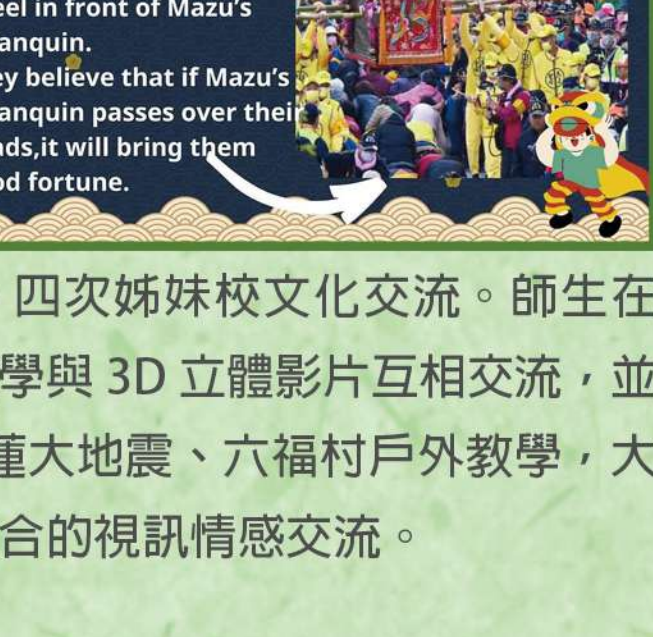 eel in front of Mazu's
anquin.
ey believe that if Mazu's
anquin passes over their
ads,it will bring them
od fortune.
四次姊妹校文化交流。師生在
學與 3D 立體影片互相交流，並
蓮大地震、六福村戶外教學，大
合的視訊情感交流。